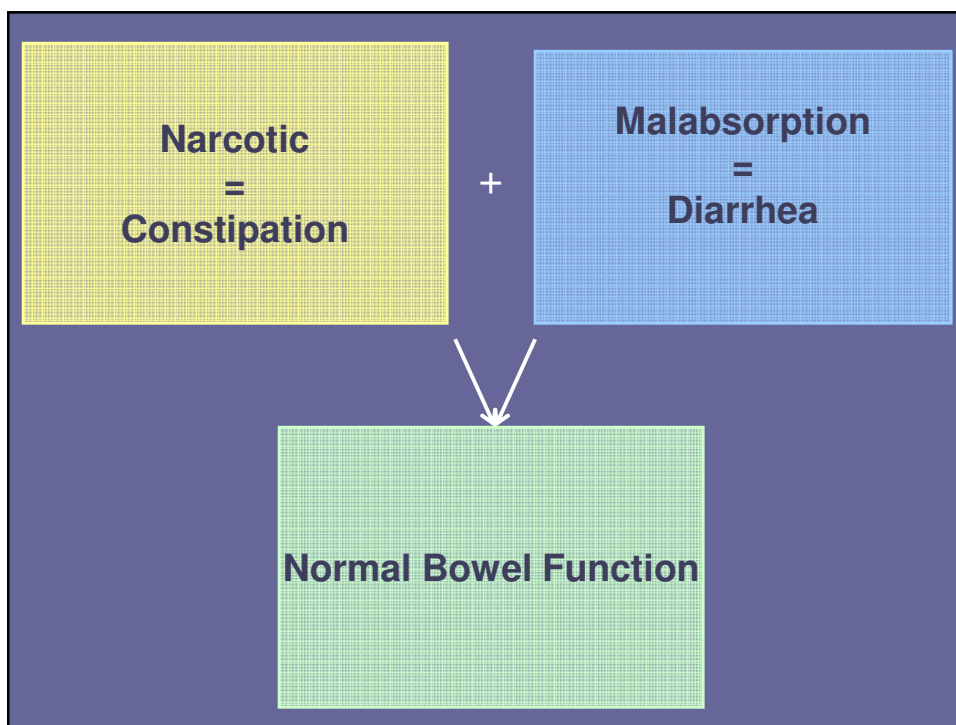 Narcotic
=
Constipation
+
Malabsorption
=
Diarrhea
Normal Bowel Function